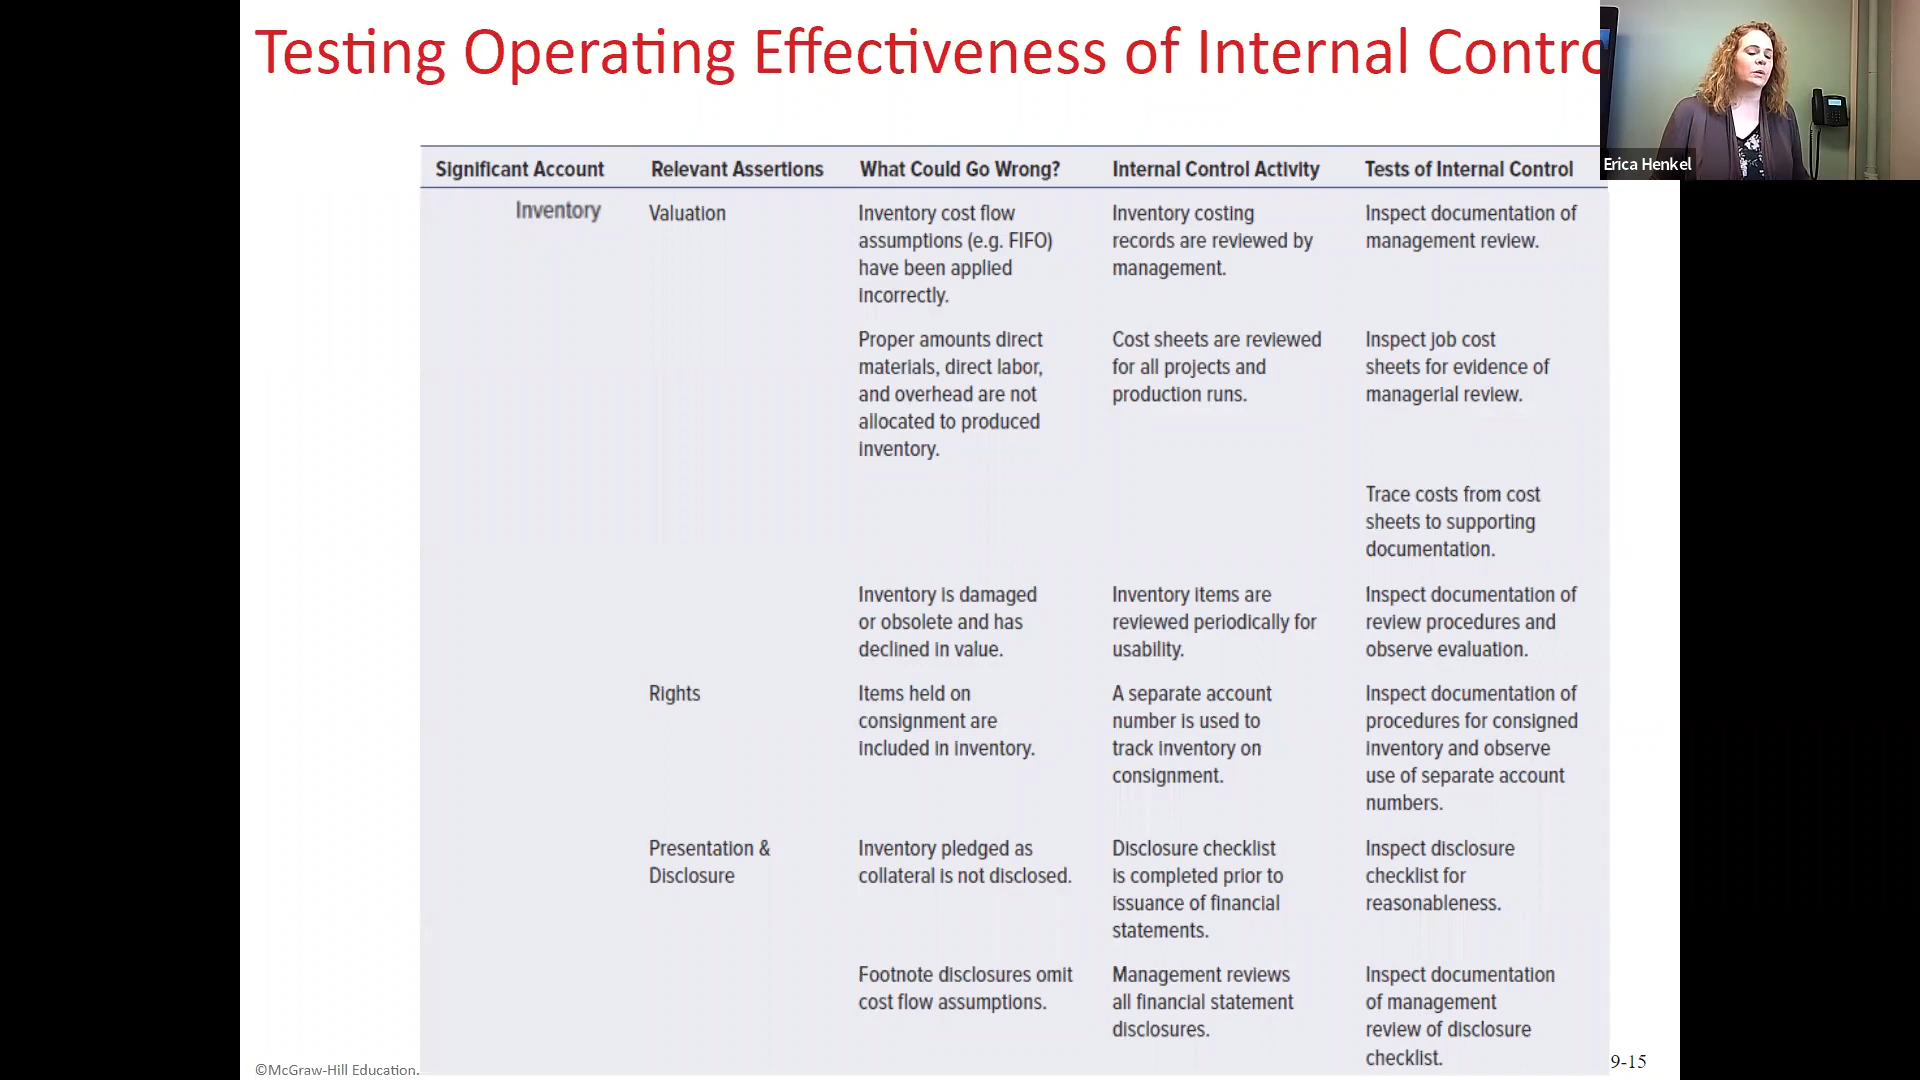 Testing Operating Effectiveness of Internal Contro
Erica Henkel
Significant Account Relevant Assertions What Could Go Wrong? Internal Control Activity Tests of Internal Control
Inventory Valuation Inventory cost flow Inventory costing Inspect documentation of
assumptions (e.g. FIFO) records are reviewed by management review.
have been applied management.
incorrectly.
Proper amounts direct Cost sheets are reviewed Inspect job cost
materials, direct labor, for all projects and sheets for evidence of
and overhead are not production runs. managerial review.
allocated to produced
inventory.
Trace costs from cost
sheets to supporting
documentation.
Inventory is damaged Inventory items are Inspect documentation of
or obsolete and has reviewed periodically for review procedures and
declined in value. usability. observe evaluation.
Rights Items held on A separate account Inspect documentation of
consignment are number is used to procedures for consigned
included in inventory. track inventory on inventory and observe
consignment. use of separate account
numbers.
Presentation & Inventory pledged as Disclosure checklist Inspect disclosure
Disclosure collateral is not disclosed. is completed prior to checklist for
issuance of financial reasonableness.
statements.
Footnote disclosures omit Management reviews Inspect documentation
cost flow assumptions. all financial statement of management
disclosures. review of disclosure
checklist.
©McGraw-Hill Education. 9-15